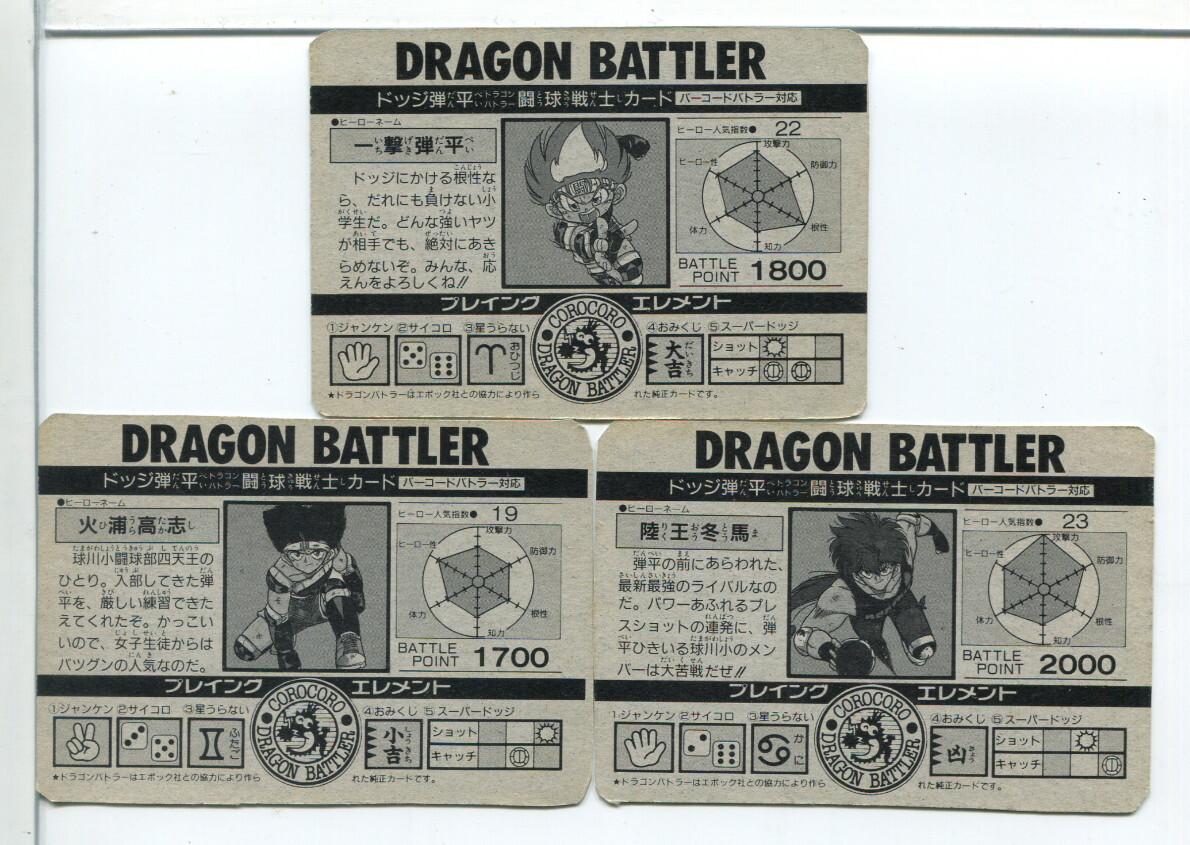 DRAGON BATTLER
ドッジ弾平 ドラゴンバトラー 闘球戦士カード バーコードバトラー対応
●ヒーローネーム
一撃弾平
ドッジにかける根性な
ら、だれにも負けない小
学生だ。どんな強いヤツ
が相手でも、絶対にあき
らめないぞ。みんな、応
えんをよろしくね!!
ヒーロー人気指数● 22
攻撃力
防御力
根性
知力
体力
ヒーロー性
BATTLE POINT 1800
プレイング エレメント
①ジャンケン ②サイコロ ③星うらない ④おみくじ ⑤スーパードッジ
おひつじ
COROCORO DRAGON BATTLER
大吉
ショット
キャッチ
★ドラゴンバトラーはエポック社との協力により作ら れた純正カードです。
DRAGON BATTLER
ドッジ弾平 闘球戦士カード バーコードバトラー対応
●ヒーローネーム
火浦高志
球川小闘球部四天王の
ひとり。入部してきた弾
平を、厳しい練習できた
えてくれたぞ。かっこい
いので、女子生徒からは
バツグンの人気なのだ。
ヒーロー人気指数● 19
攻撃力
防御力
根性
知力
体力
ヒーロー性
BATTLE POINT 1700
プレイング エレメント
①ジャンケン ②サイコロ ③星うらない ④おみくじ ⑤スーパードッジ
ふたご
COROCORO DRAGON BATTLER
小吉
ショット
キャッチ
★ドラゴンバトラーはエポック社との協力により作ら れた純正カードです。
DRAGON BATTLER
ドッジ弾平 闘球戦士カード バーコードバトラー対応
●ヒーローネーム
陸王冬馬
弾平の前にあらわれた、
最新最強のライバルなの
だ。パワーあふれるプレ
スショットの連発に、弾
平ひきいる球川小のメン
バーは大苦戦だぜ!!
ヒーロー人気指数● 23
攻撃力
防御力
根性
知力
体力
ヒーロー性
BATTLE POINT 2000
プレイング エレメント
①ジャンケン ②サイコロ ③星うらない ④おみくじ ⑤スーパードッジ
かに
COROCORO DRAGON BATTLER
凶
ショット
キャッチ
★ドラゴンバトラーはエポック社との協力により作ら れた純正カードです。